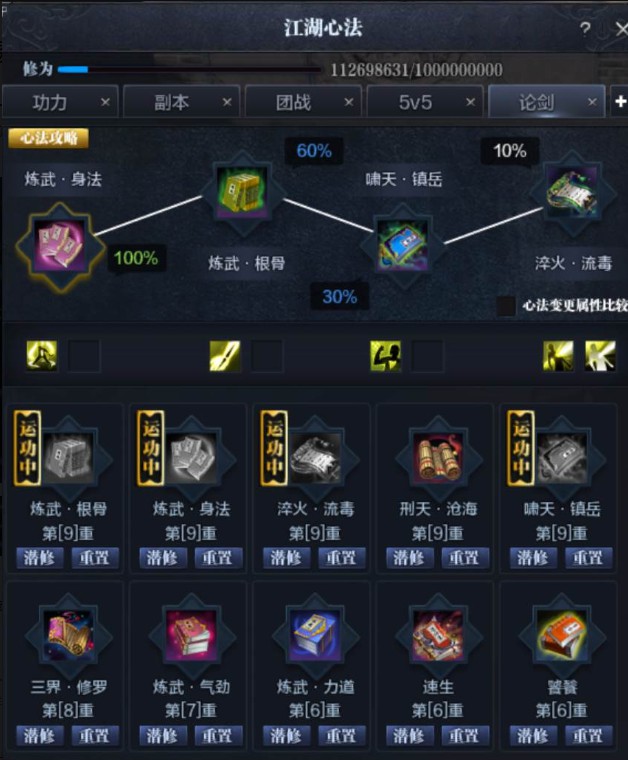 江湖心法
?
修为 112698631/1000000000
功力 × 副本 × 团战 × 5v5 × 论剑 × +
心法攻略
60% 10%
炼武·身法 啸天·镇岳
100%
炼武·根骨 淬火·流毒
30%
心法变更属性比较
运功中 运功中 运功中 运功中
炼武·根骨 炼武·身法 淬火·流毒 刑天·沧海 啸天·镇岳
第[9]重 第[9]重 第[9]重 第[9]重 第[9]重
潜修 重置 潜修 重置 潜修 重置 潜修 重置 潜修 重置
三界·修罗 炼武·气劲 炼武·力道 速生 饕餮
第[8]重 第[7]重 第[6]重 第[6]重 第[6]重
潜修 重置 潜修 重置 潜修 重置 潜修 重置 潜修 重置